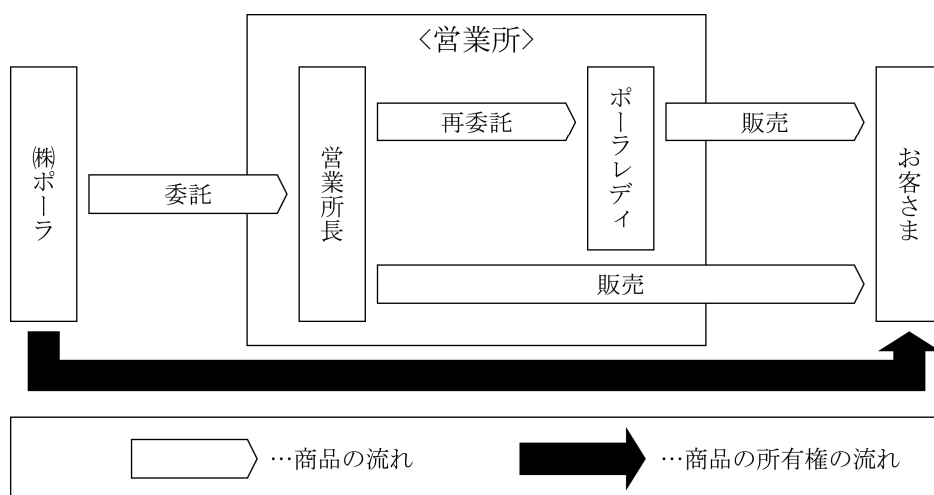 <営業所>
㈱ポーラ
委託
営業所長
再委託
ポーラレディ
販売
販売
お客さま
…商品の流れ
…商品の所有権の流れ